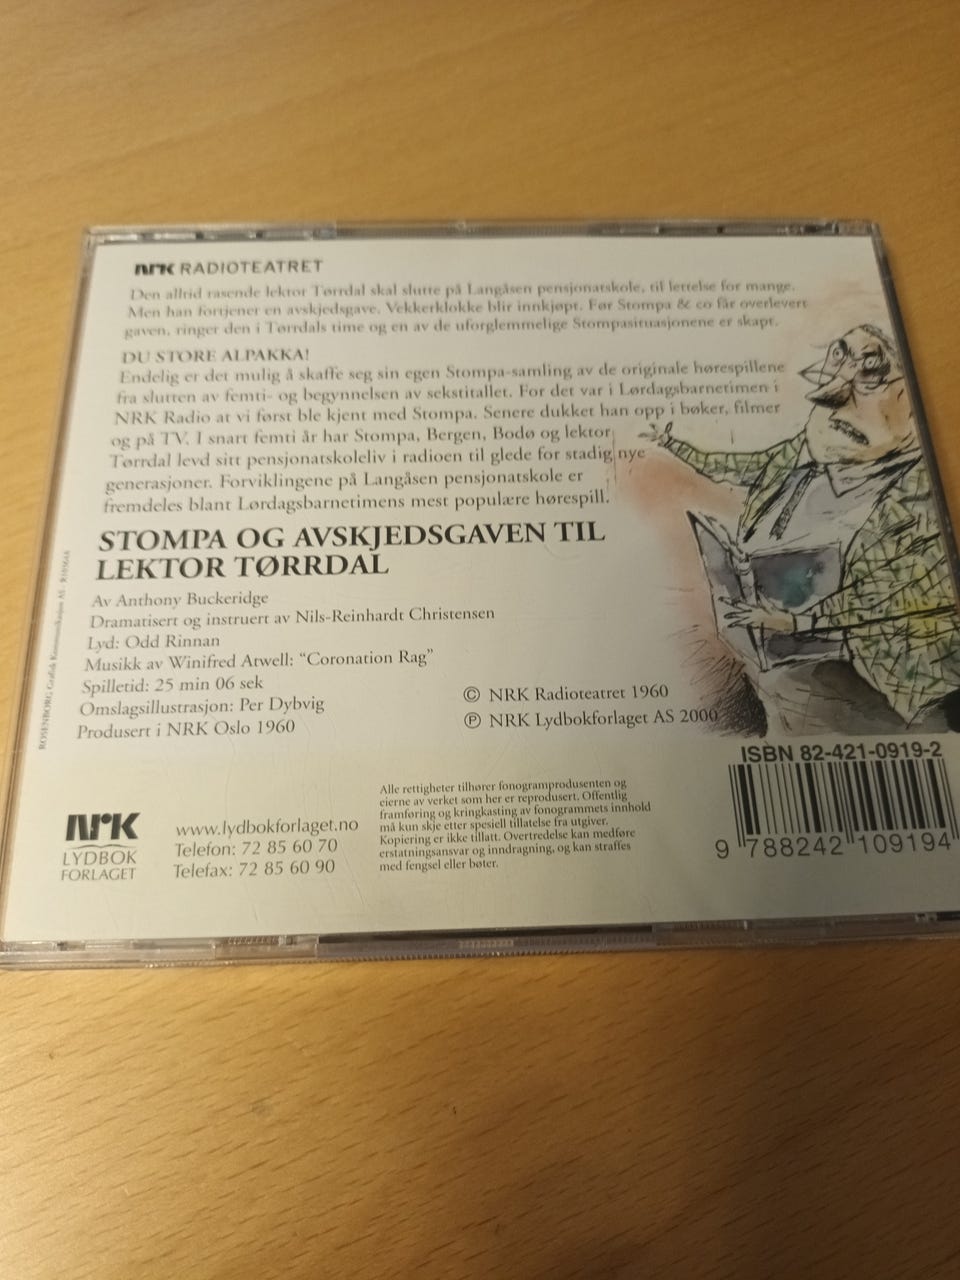 NRK RADIOTEATRET
Den alltid rasende lektor Tørrdal skal slutte på Langåsen pensjonatskole, til lettelse for mange.
Men han fortjener en avskjedsgave. Vekkerklokke blir innkjøpt. Før Stompa & co får overlevert
gaven, ringer den i Tørrdals time og en av de uforglemmelige Stompasituasjonene er skapt.
DU STORE ALPAKKA!
Endelig er det mulig å skaffe seg sin egen Stompa-samling av de originale hørespillene
fra slutten av femti- og begynnelsen av sekstitallet. For det var i Lørdagsbarnetimen i
NRK Radio at vi først ble kjent med Stompa. Senere dukket han opp i bøker, filmer
og på TV. I snart femti år har Stompa, Bergen, Bodø og lektor
Tørrdal levd sitt pensjonatskoleliv i radioen til glede for stadig nye
generasjoner. Forviklingene på Langåsen pensjonatskole er
fremdeles blant Lørdagsbarnetimens mest populære hørespill.
STOMPA OG AVSKJEDSGAVEN TIL
LEKTOR TØRRDAL
Av Anthony Buckeridge
Dramatisert og instruert av Nils-Reinhardt Christensen
Lyd: Odd Rinnan
Musikk av Winifred Atwell: “Coronation Rag”
Spilletid: 25 min 06 sek
Omslagsillustrasjon: Per Dybvig
Produsert i NRK Oslo 1960
© NRK Radioteatret 1960
℗ NRK Lydbokforlaget AS 2000
ROSENBORG Grafisk Kommunikasjon AS -
NRK
LYDBOK
FORLAGET
www.lydbokforlaget.no
Telefon: 72 85 60 70
Telefax: 72 85 60 90
Alle rettigheter tilhører fonogramprodusenten og
eierne av verket som her er reprodusert. Offentlig
framføring og kringkasting av fonogrammets innhold
må kun skje etter spesiell tillatelse fra utgiver.
Kopiering er ikke tillatt. Overtredelse kan medføre
erstatningsansvar og inndragning, og kan straffes
med fengsel eller bøter.
ISBN 82-421-0919-2
9 788242 109194